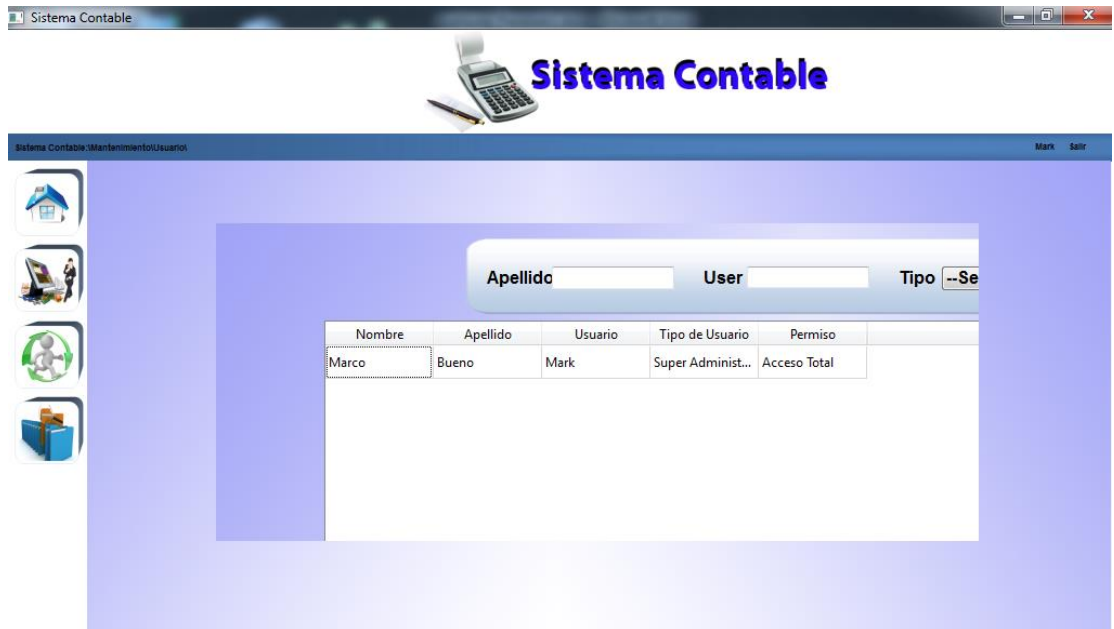 Sistema Contable
Sistema Contable
Sistema Contable:\Mantenimiento\Usuario\ Mark Salir
Apellido User Tipo --Se
Nombre Apellido Usuario Tipo de Usuario Permiso
Marco Bueno Mark Super Administ... Acceso Total